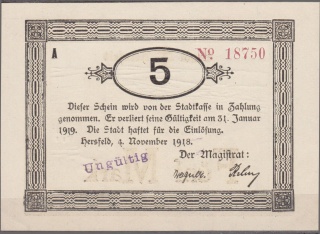 A
№ 18750
5
Dieser Schein wird von der Stadtkasse in Zahlung
genommen. Er verliert seine Gültigkeit am 31. Januar
1919. Die Stadt haftet für die Einlösung.
Hersfeld, 4. November 1918.
Ungültig
Der Magistrat: